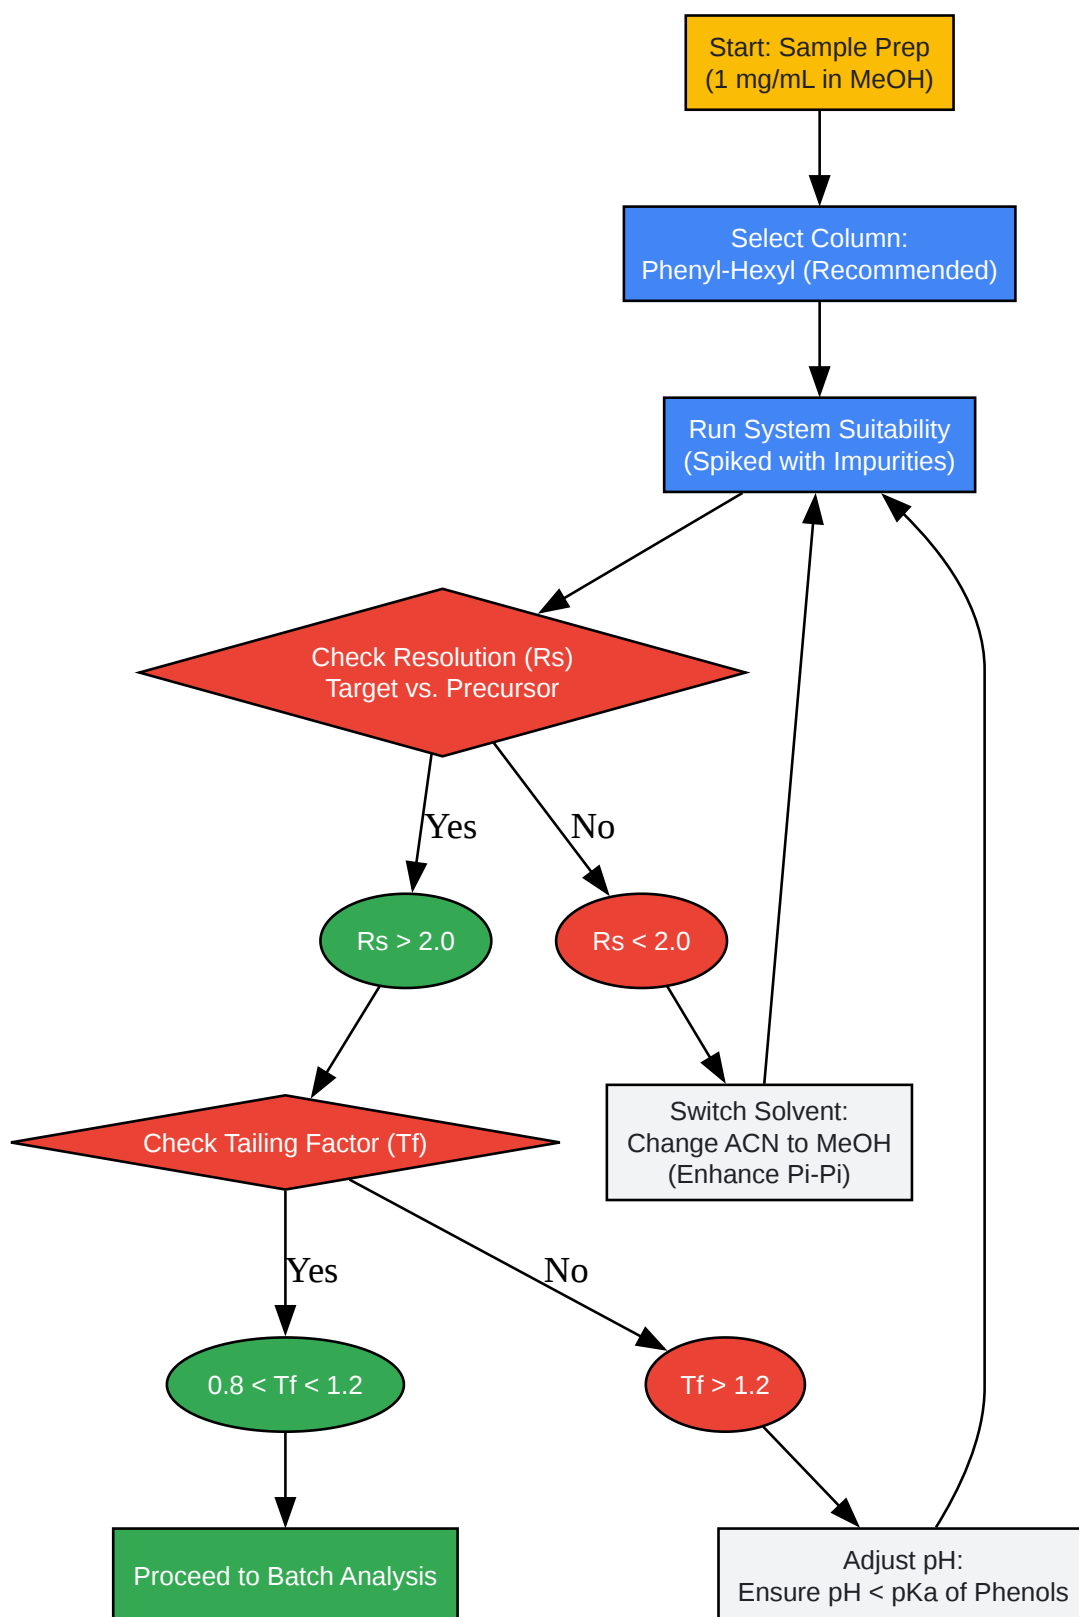 Start: Sample Prep
(1 mg/mL in MeOH)
Select Column:
Phenyl-Hexyl (Recommended)
Run System Suitability
(Spiked with Impurities)
Check Resolution (Rs)
Target vs. Precursor
Yes
No
Rs > 2.0
Rs < 2.0
Switch Solvent:
Change ACN to MeOH
(Enhance Pi-Pi)
Check Tailing Factor (Tf)
Yes
No
0.8 < Tf < 1.2
Tf > 1.2
Proceed to Batch Analysis
Adjust pH:
Ensure pH < pKa of Phenols